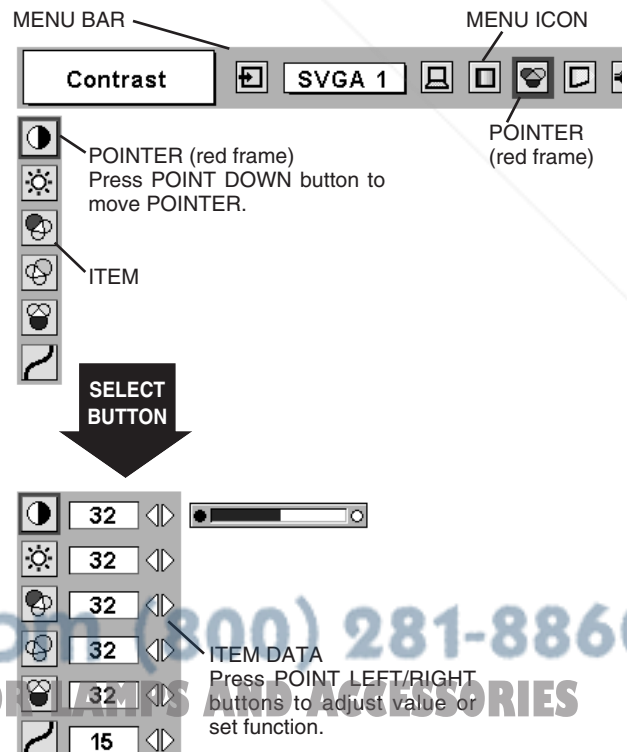 MENU BAR
MENU ICON
Contrast
SVGA 1
POINTER
(red frame)
POINTER (red frame)
Press POINT DOWN button to
move POINTER.
ITEM
SELECT
BUTTON
32
32
32
32
32
15
ITEM DATA
Press POINT LEFT/RIGHT
buttons to adjust value or
set function.
om (800) 281-886
R LAMPS AND ACCESSORIES